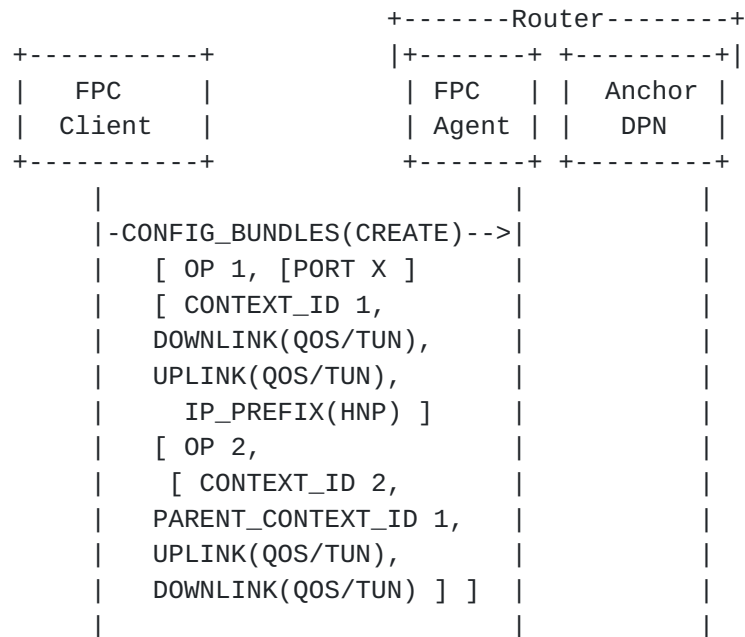 +-------Router--------+
+-----------+           |+-------+ +---------+|
|   FPC     |           | FPC   | |  Anchor |
|  Client   |           | Agent | |   DPN   |
+-----------+           +-------+ +---------+
|                         |           |
|-CONFIG_BUNDLES(CREATE)-->|           |
|   [ OP 1, [PORT X ]      |           |
|   [ CONTEXT_ID 1,        |           |
|   DOWNLINK(QOS/TUN),     |           |
|   UPLINK(QOS/TUN),       |           |
|     IP_PREFIX(HNP) ]     |           |
|   [ OP 2,                |           |
|    [ CONTEXT_ID 2,       |           |
|   PARENT_CONTEXT_ID 1,   |           |
|   UPLINK(QOS/TUN),       |           |
|   DOWNLINK(QOS/TUN) ] ]  |           |
|                         |           |